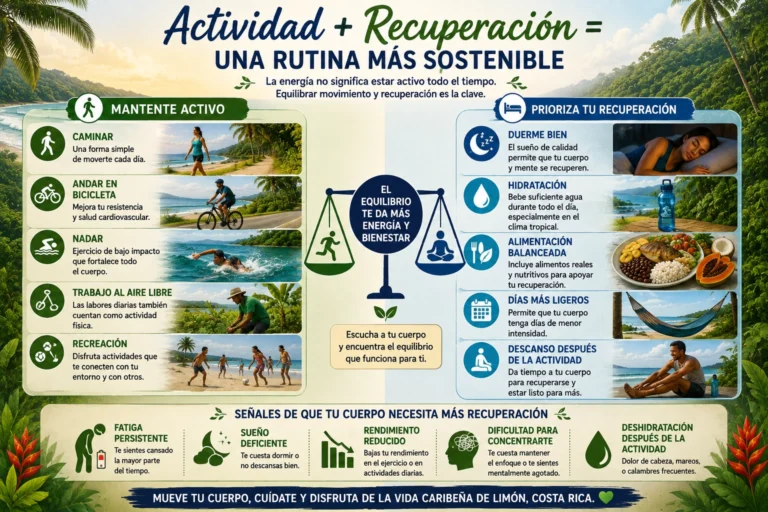 Actividad + Recuperación =
UNA RUTINA MÁS SOSTENIBLE
La energía no significa estar activo todo el tiempo.
Equilibrar movimiento y recuperación es la clave.
MANTENTE ACTIVO
CAMINAR
Una forma simple
de moverte cada día.
ANDAR EN
BICICLETA
Mejora tu resistencia
y salud cardiovascular.
NADAR
Ejercicio de bajo impacto
que fortalece todo
el cuerpo.
TRABAJO AL AIRE LIBRE
Las labores diarias también
cuentan como actividad
física.
RECREACIÓN
Disfruta actividades que
te conecten con tu
entorno y con otros.
EL
EQUILIBRIO
TE DA MÁS
ENERGÍA Y
BIENESTAR
Escucha a tu cuerpo
y encuentra el equilibrio
que funciona para ti.
PRIORIZA TU RECUPERACIÓN
DUERME BIEN
El sueño de calidad
permite que tu cuerpo
y mente se recuperen.
HIDRATACIÓN
Bebe suficiente agua
durante todo el día,
especialmente en el
clima tropical.
ALIMENTACIÓN
BALANCEADA
Incluye alimentos reales
y nutritivos para apoyar
tu recuperación.
DÍAS MÁS LIGEROS
Permite que tu cuerpo
tenga días de menor
intensidad.
DESCANSO DESPUÉS
DE LA ACTIVIDAD
Da tiempo a tu cuerpo
para recuperarse y
estar listo para más.
SEÑALES DE QUE TU CUERPO NECESITA MÁS RECUPERACIÓN
FATIGA
PERSISTENTE
Te sientes cansado
la mayor parte
del tiempo.
SUEÑO
DEFICIENTE
Te cuesta dormir o
no descansas bien.
RENDIMIENTO
REDUCIDO
Bajas tu rendimiento
en el ejercicio o en
actividades diarias.
DIFICULTAD PARA
CONCENTRARTE
Te cuesta mantener
el enfoque o te sientes
mentalmente agotado.
DESHIDRATACIÓN
DESPUÉS DE LA
ACTIVIDAD
Dolor de cabeza, mareos,
o calambres frecuentes.
MUEVE TU CUERPO, CUÍDATE Y DISFRUTA DE LA VIDA CARIBEÑA DE LIMÓN, COSTA RICA.